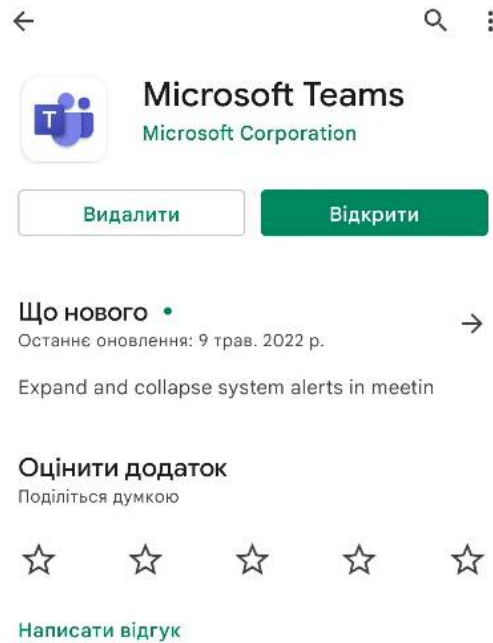 Microsoft Teams
T
Microsoft Corporation
Видалити
Відкрити
Що нового
Останнє оновлення: 9 трав. 2022 р.
Expand and collapse system alerts in meetin
Оцінити додаток
Поділіться думкою
Написати відгук